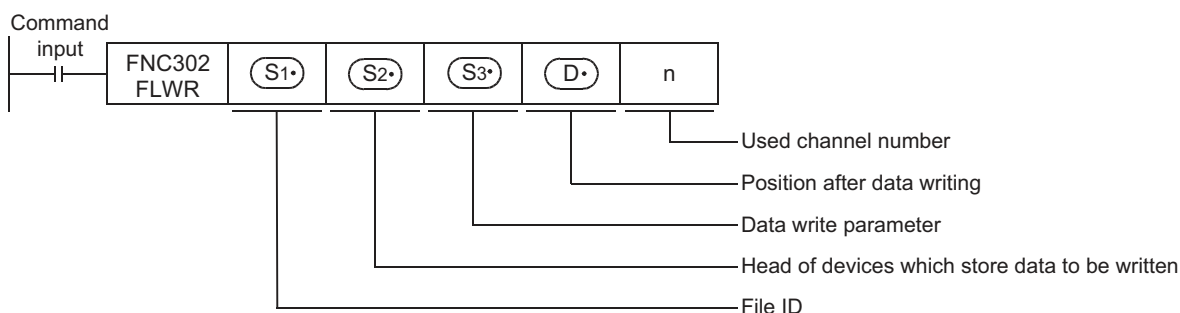 Command
input
FNC302
FLWR
S1•
S2•
S3•
D•
n
Used channel number
Position after data writing
Data write parameter
Head of devices which store data to be written
File ID